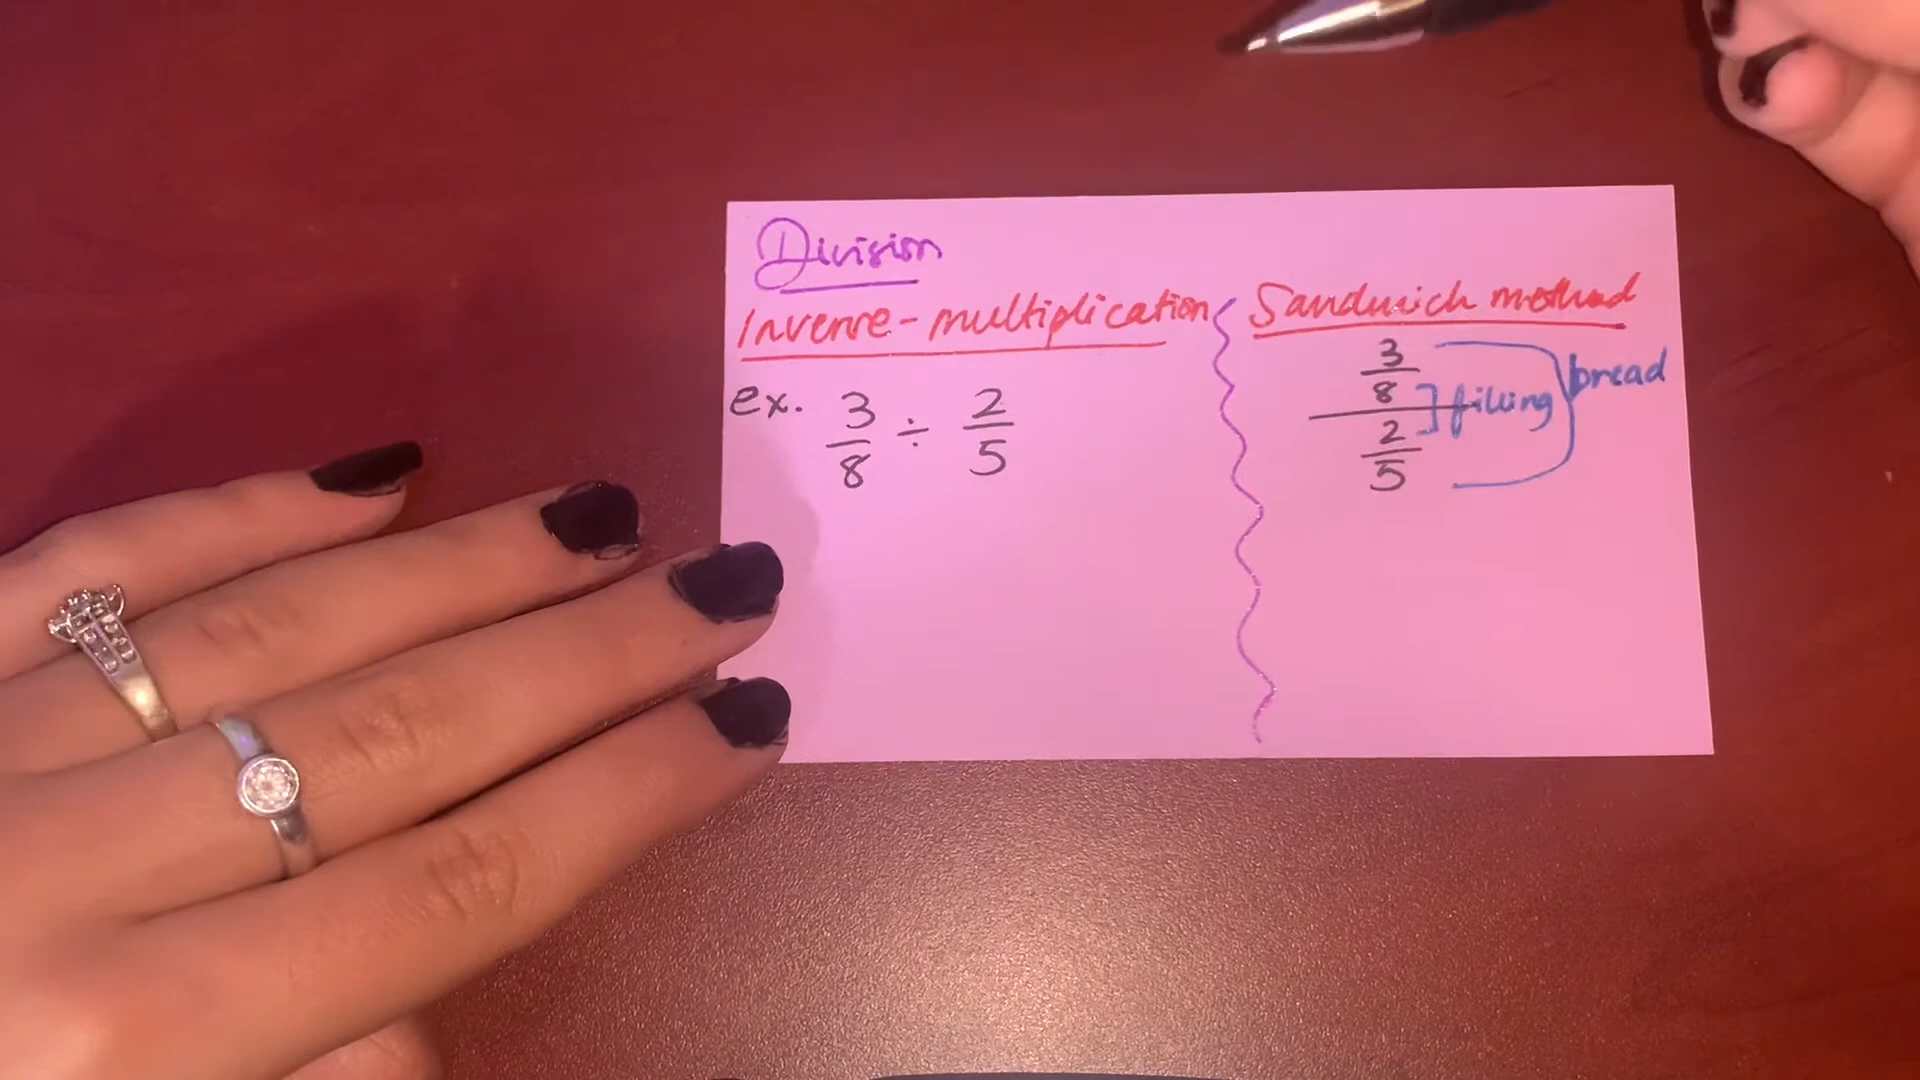 Division
Inverse-multiplication
ex. 3/8 ÷ 2/5
Sandwich method
3
8
2
5
filling
bread